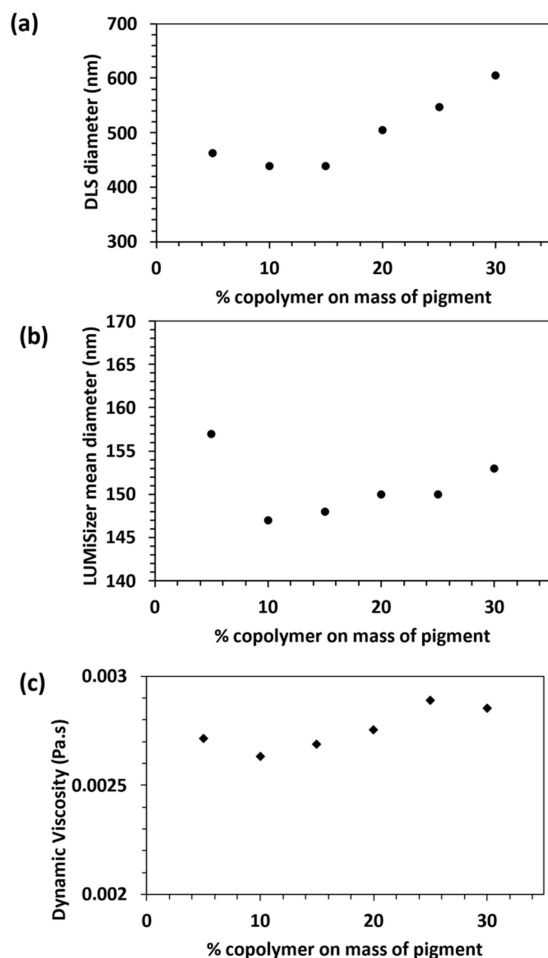 (a)
DLS diameter (nm)
700
600
500
400
300
0 10 20 30
% copolymer on mass of pigment
(b)
LUMiSizer mean diameter (nm)
170
165
160
155
150
145
140
0 10 20 30
% copolymer on mass of pigment
(c)
Dynamic Viscosity (Pa.s)
0.003
0.0025
0.002
0 10 20 30
% copolymer on mass of pigment